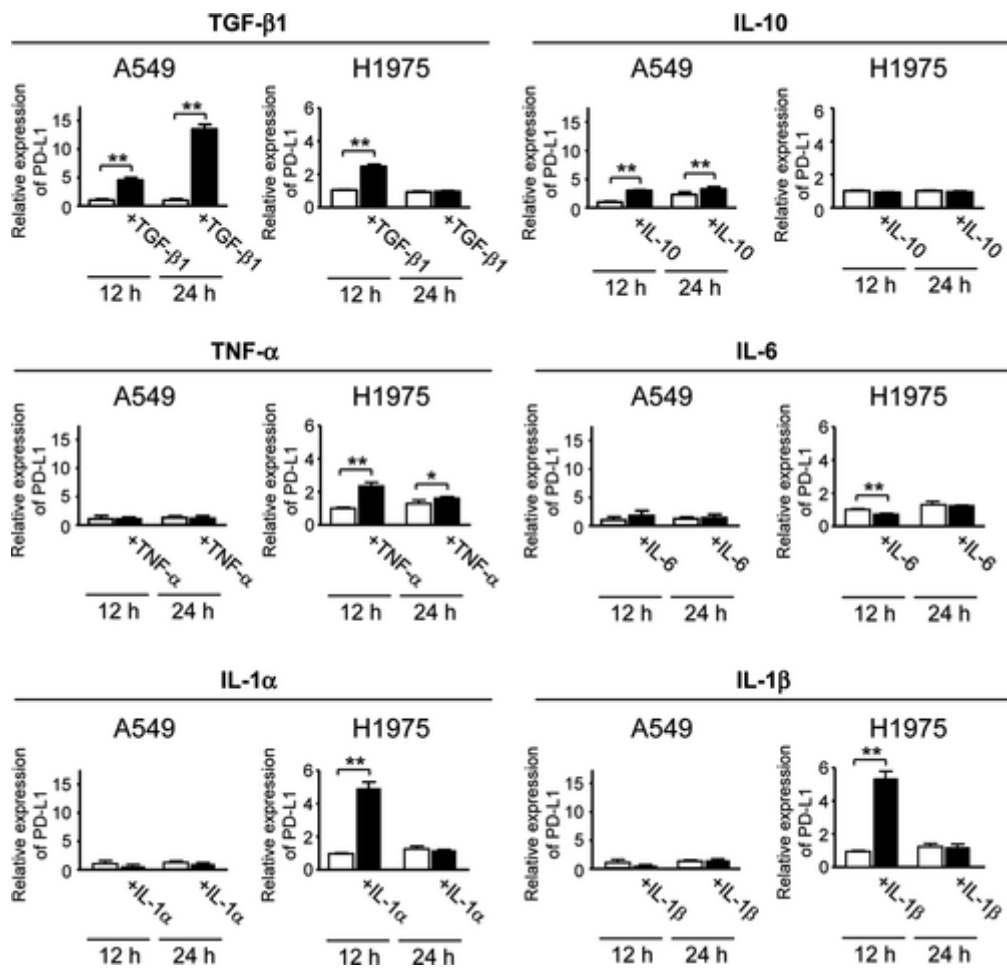 TGF-β1
A549
Relative expression
of PD-L1
15
10
5
0
**
**
+TGF-β1
+TGF-β1
12 h
24 h
H1975
Relative expression
of PD-L1
6
4
2
0
**
+TGF-β1
+TGF-β1
12 h
24 h
IL-10
A549
Relative expression
of PD-L1
15
10
5
0
**
**
+IL-10
+IL-10
12 h
24 h
H1975
Relative expression
of PD-L1
6
4
2
0
+IL-10
+IL-10
12 h
24 h
TNF-α
A549
Relative expression
of PD-L1
15
10
5
0
+TNF-α
+TNF-α
12 h
24 h
H1975
Relative expression
of PD-L1
6
4
2
0
**
*
+TNF-α
+TNF-α
12 h
24 h
IL-6
A549
Relative expression
of PD-L1
15
10
5
0
+IL-6
+IL-6
12 h
24 h
H1975
Relative expression
of PD-L1
6
4
2
0
**
+IL-6
+IL-6
12 h
24 h
IL-1α
A549
Relative expression
of PD-L1
15
10
5
0
+IL-1α
+IL-1α
12 h
24 h
H1975
Relative expression
of PD-L1
6
4
2
0
**
+IL-1α
+IL-1α
12 h
24 h
IL-1β
A549
Relative expression
of PD-L1
15
10
5
0
+IL-1β
+IL-1β
12 h
24 h
H1975
Relative expression
of PD-L1
6
4
2
0
**
+IL-1β
+IL-1β
12 h
24 h